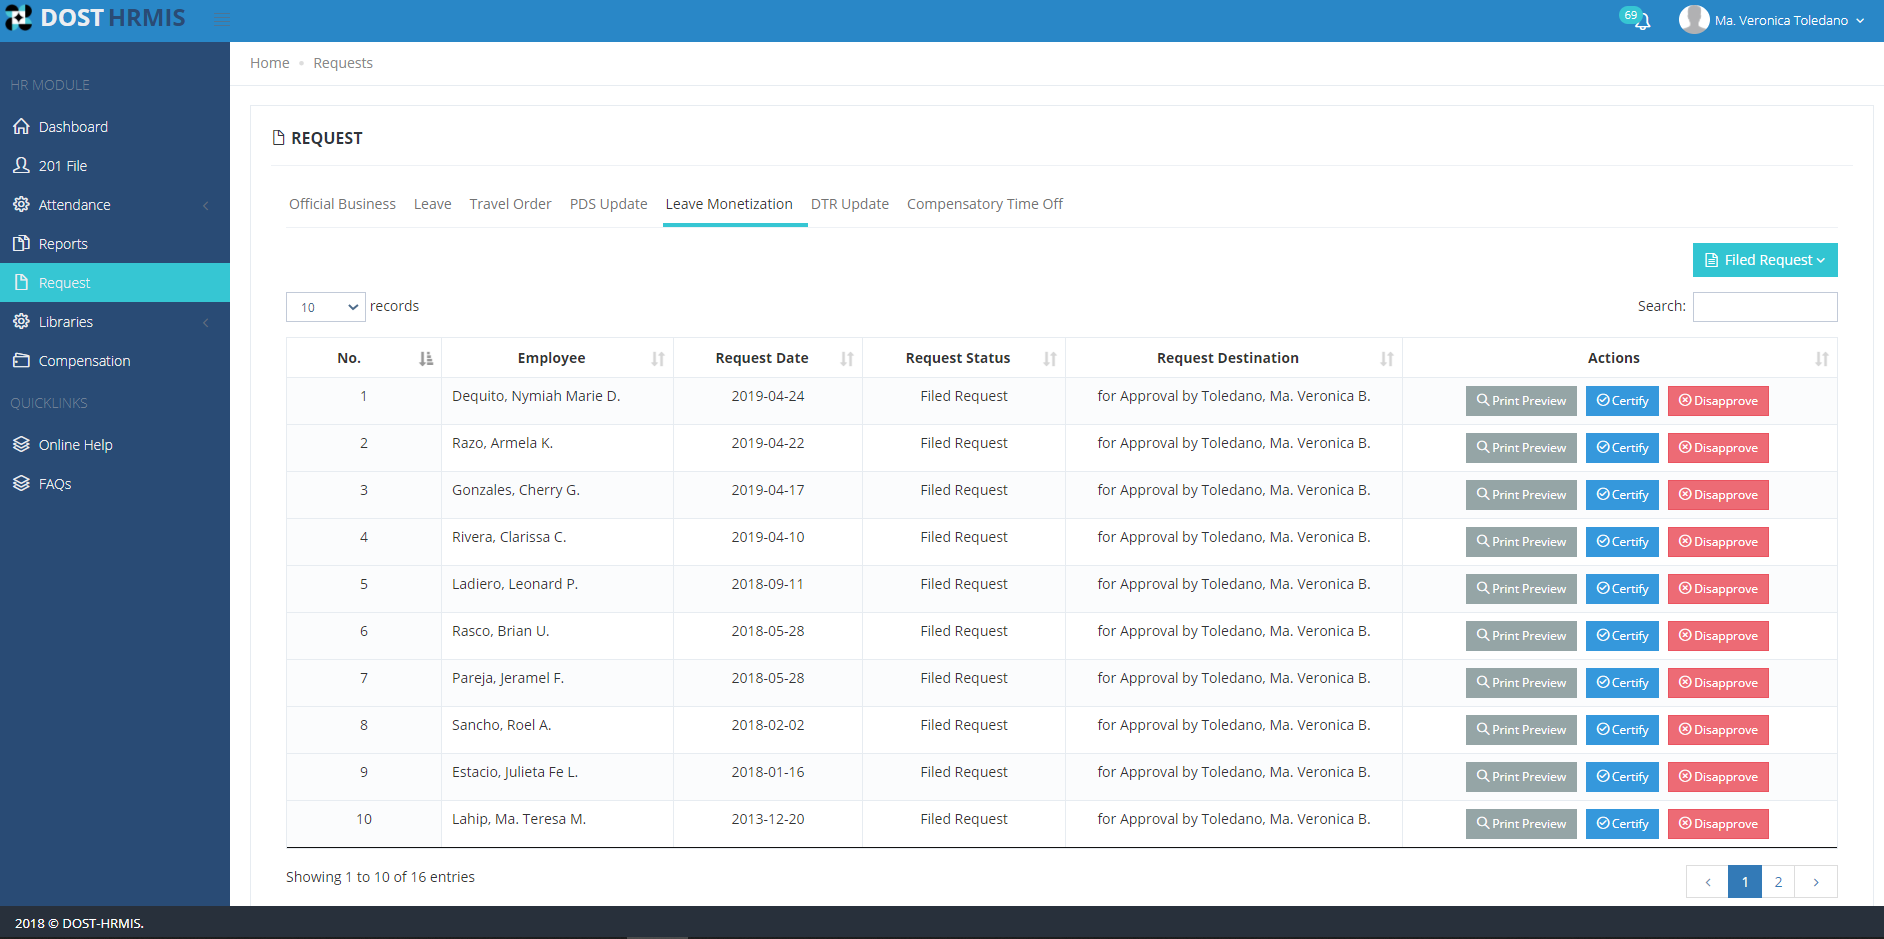 DOST HRMIS
69
Ma. Veronica Toledano
HR MODULE
Dashboard
201 File
Attendance
Reports
Request
Libraries
Compensation
QUICKLINKS
Online Help
FAQs
Home • Requests
REQUEST
Official Business Leave Travel Order PDS Update Leave Monetization DTR Update Compensatory Time Off
Filed Request
10 records
Search:
No. Employee Request Date Request Status Request Destination Actions
1 Dequito, Nymiah Marie D. 2019-04-24 Filed Request for Approval by Toledano, Ma. Veronica B. Print Preview Certify Disapprove
2 Razo, Armela K. 2019-04-22 Filed Request for Approval by Toledano, Ma. Veronica B. Print Preview Certify Disapprove
3 Gonzales, Cherry G. 2019-04-17 Filed Request for Approval by Toledano, Ma. Veronica B. Print Preview Certify Disapprove
4 Rivera, Clarissa C. 2019-04-10 Filed Request for Approval by Toledano, Ma. Veronica B. Print Preview Certify Disapprove
5 Ladiero, Leonard P. 2018-09-11 Filed Request for Approval by Toledano, Ma. Veronica B. Print Preview Certify Disapprove
6 Rasco, Brian U. 2018-05-28 Filed Request for Approval by Toledano, Ma. Veronica B. Print Preview Certify Disapprove
7 Pareja, Jeramel F. 2018-05-28 Filed Request for Approval by Toledano, Ma. Veronica B. Print Preview Certify Disapprove
8 Sancho, Roel A. 2018-02-02 Filed Request for Approval by Toledano, Ma. Veronica B. Print Preview Certify Disapprove
9 Estacio, Julieta Fe L. 2018-01-16 Filed Request for Approval by Toledano, Ma. Veronica B. Print Preview Certify Disapprove
10 Lahip, Ma. Teresa M. 2013-12-20 Filed Request for Approval by Toledano, Ma. Veronica B. Print Preview Certify Disapprove
Showing 1 to 10 of 16 entries
‹ 1 2 ›
2018 © DOST-HRMIS.